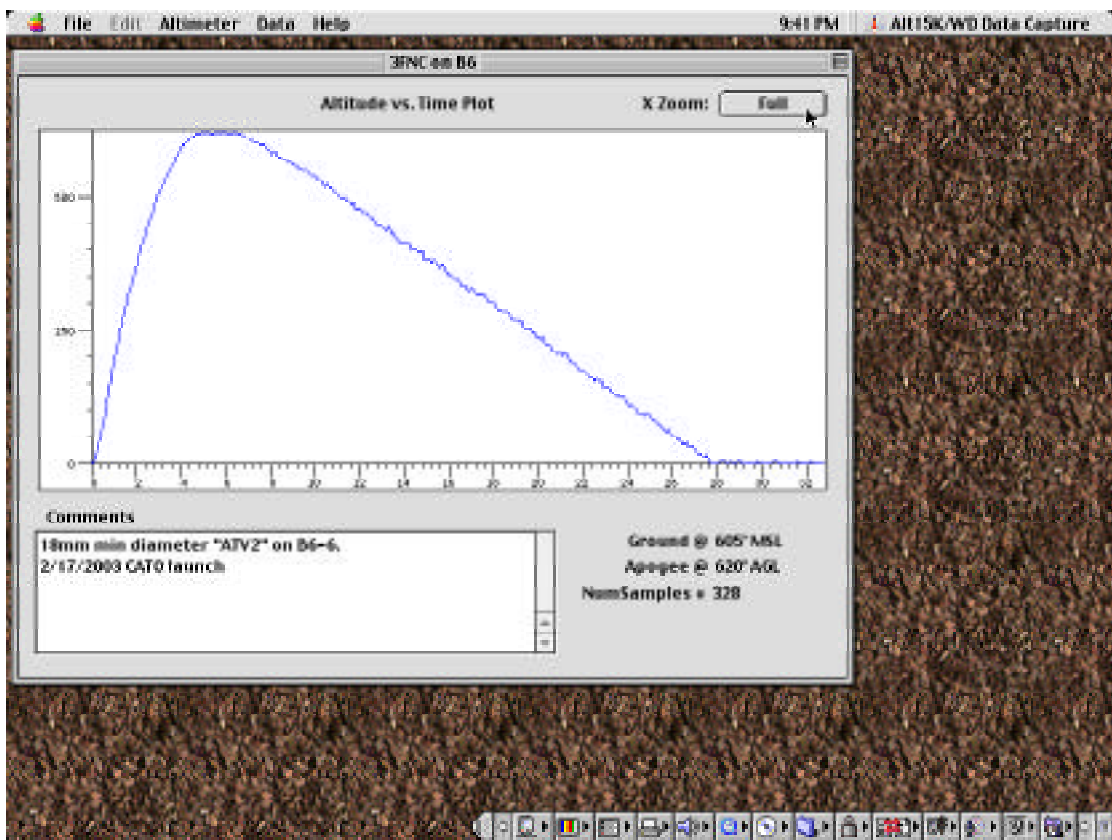 File Edit Altimeter Data Help 9:41 PM Alt15K/WD Data Capture
3FNC on B6
Altitude vs. Time Plot X Zoom: Full
500
250
0
0 2 4 6 8 10 12 14 16 18 20 22 24 26 28 30 32
Comments
18mm min diameter "ATV2" on B6-6.
2/17/2003 CATO launch
Ground @ 605' MSL
Apogee @ 620' AGL
NumSamples = 328